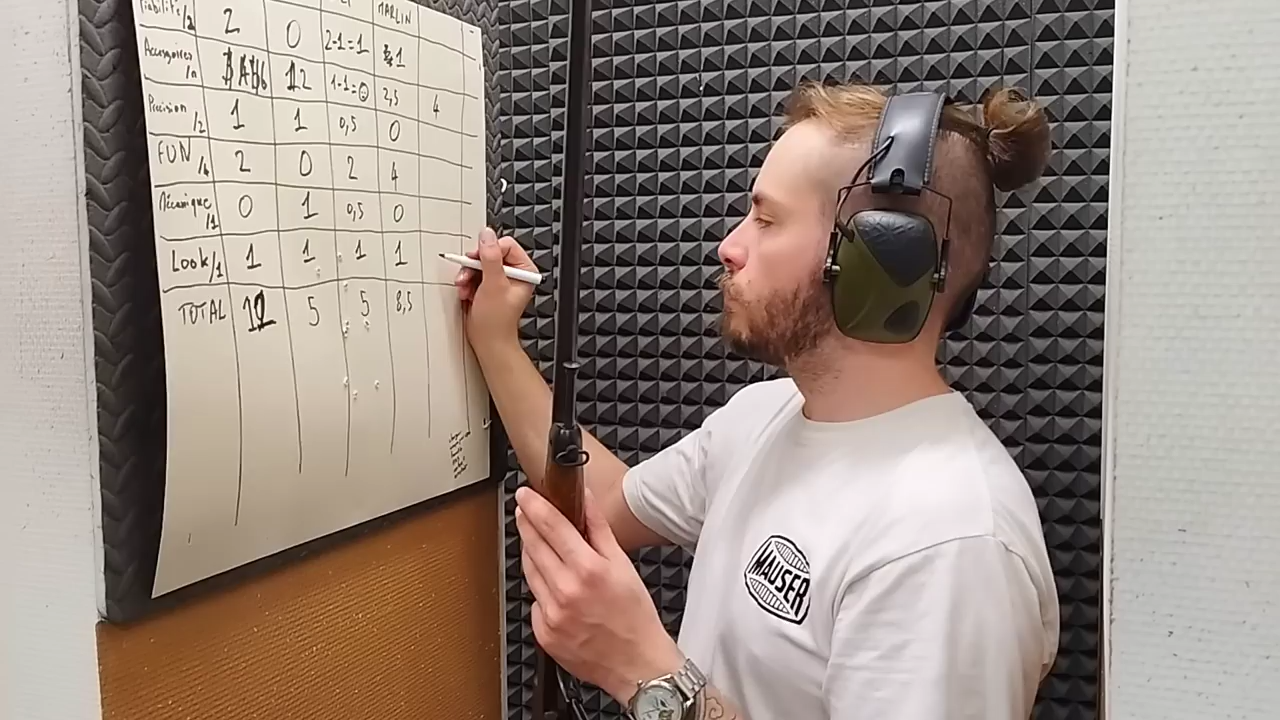 MARLIN
Fiabilité/2 2 0 2-1=1 1
Accessoires 12 1-1= 2,5 4
Précision/2 1 1 0,5 0
FUN/4 2 0 2 4
Mécanique/1 0 1 0,5 0
Look/1 1 1 1 1
TOTAL 12 5 5 8,5
MAUSER